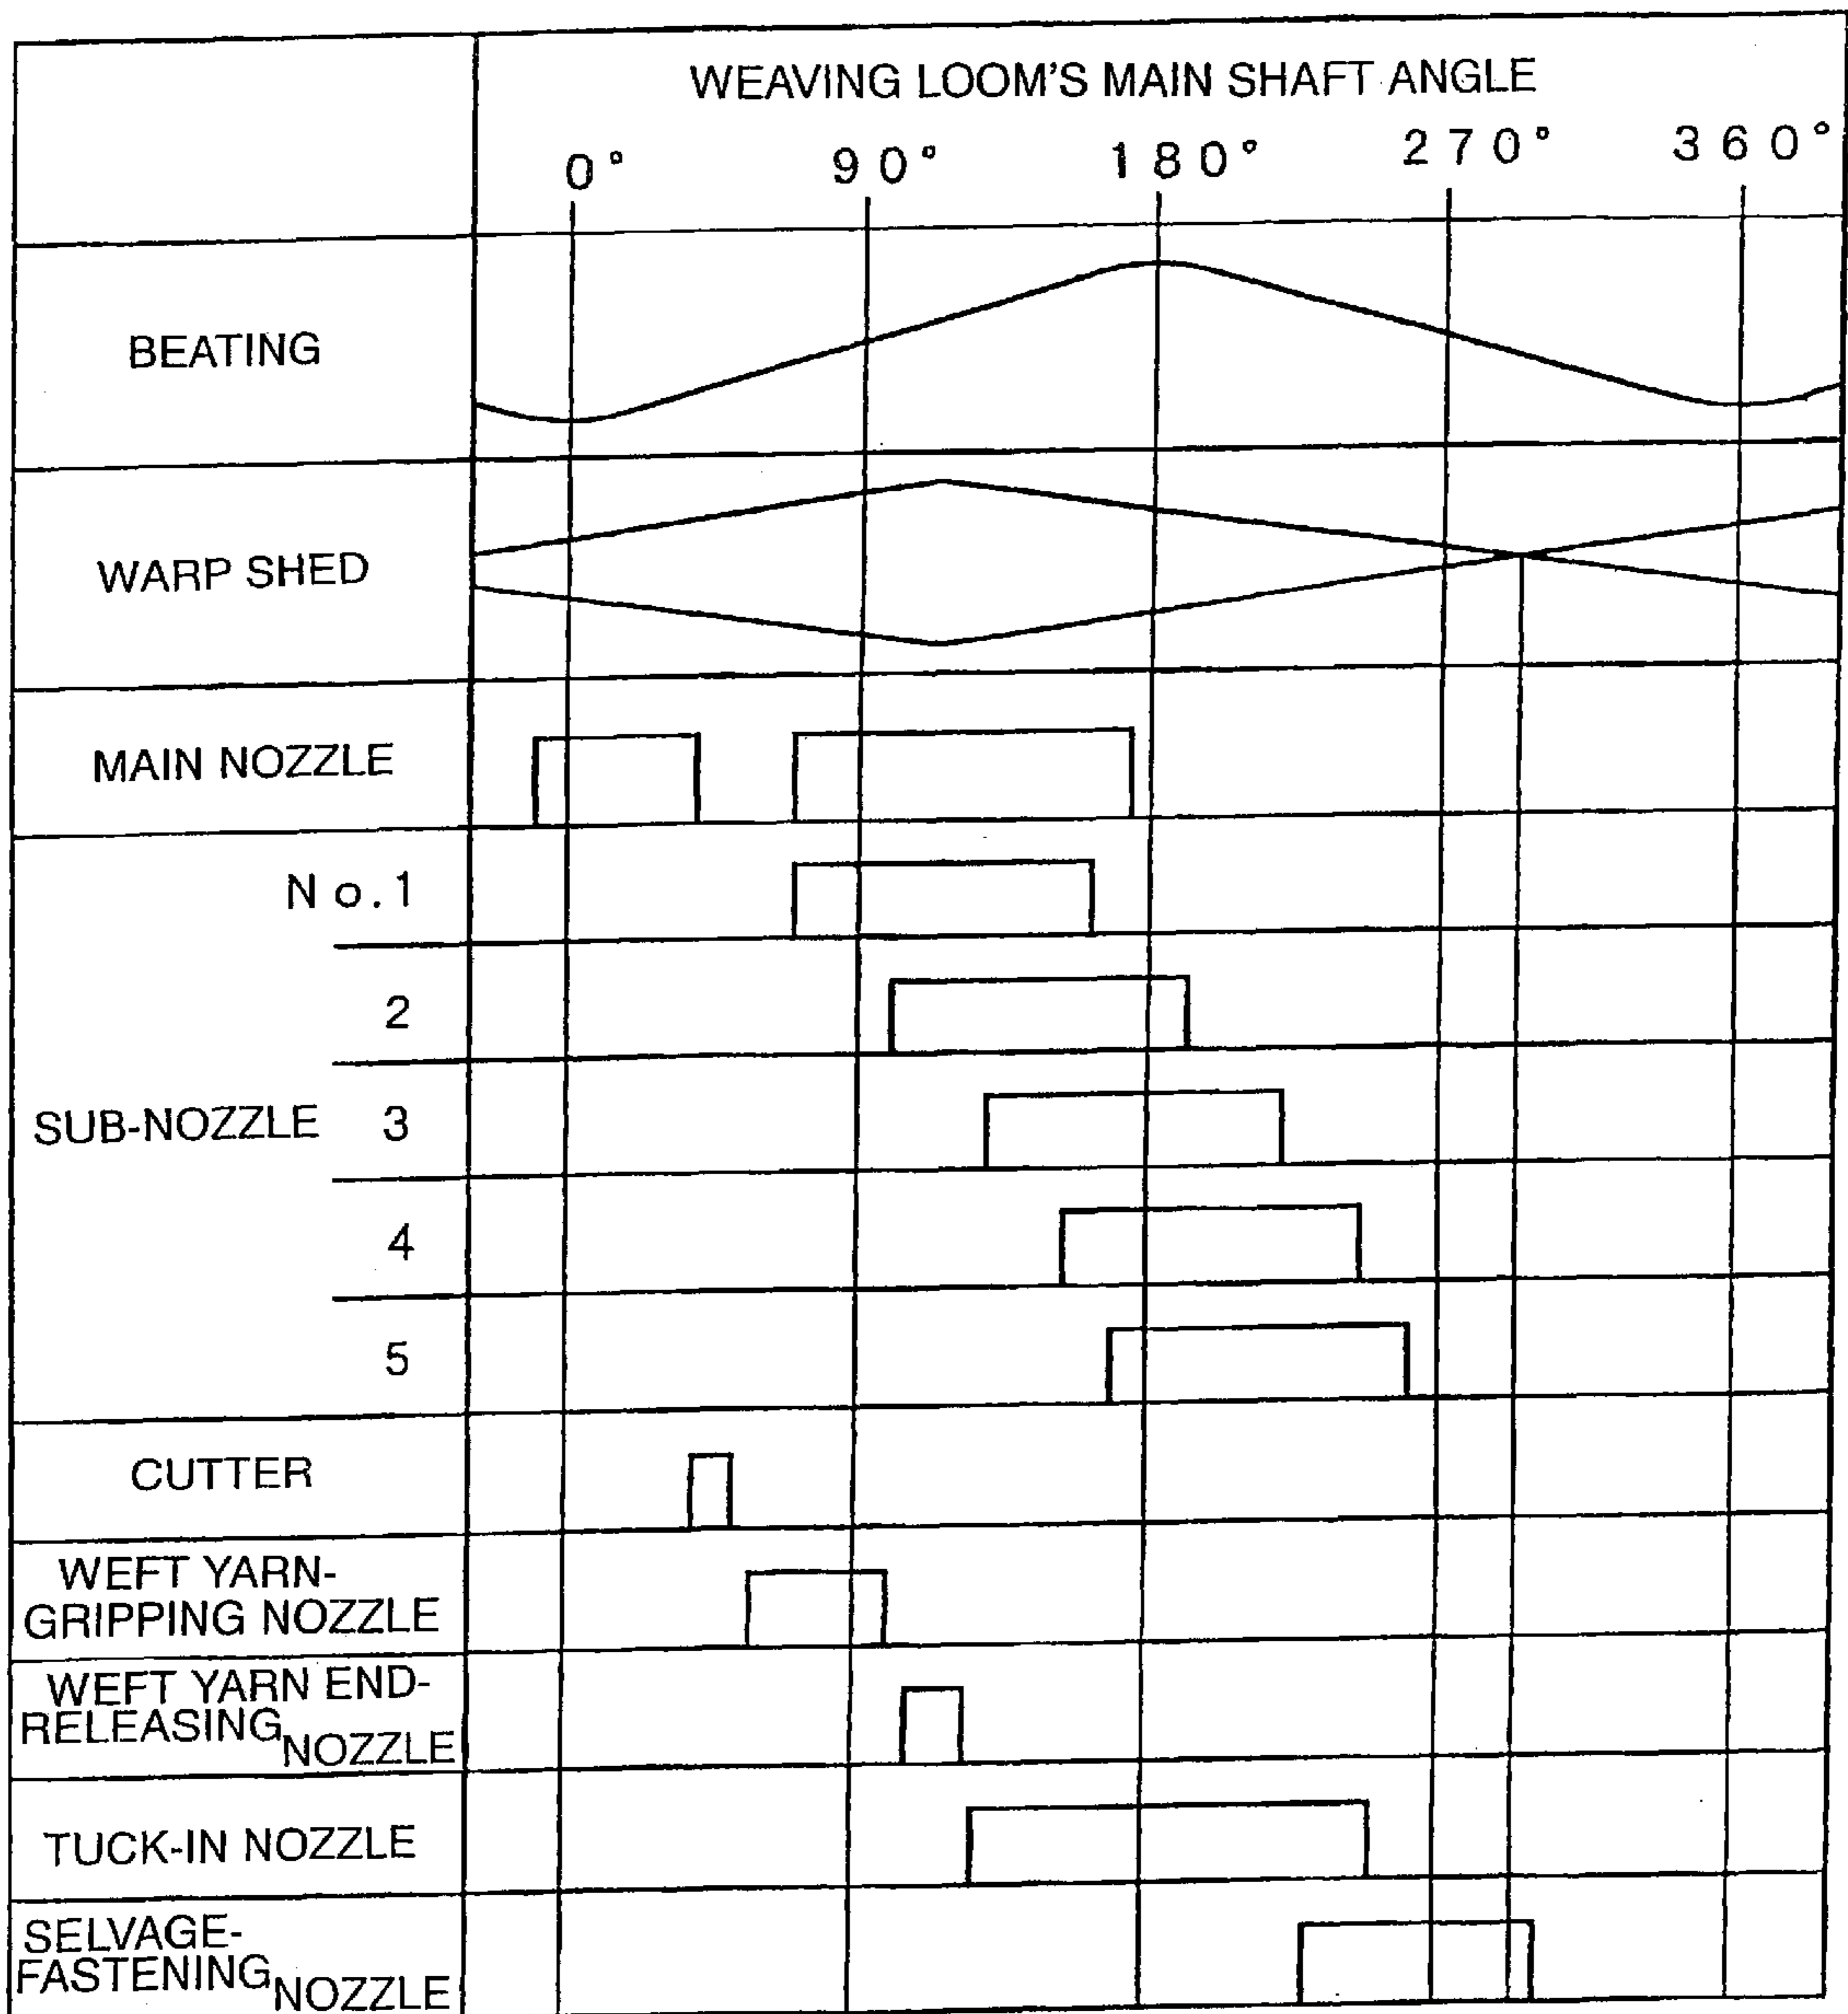 WEAVING LOOM'S MAIN SHAFT ANGLE
0° 90° 180° 270° 360°
BEATING
WARP SHED
MAIN NOZZLE
No.1
2
SUB-NOZZLE 3
4
5
CUTTER
WEFT YARN-
GRIPPING NOZZLE
WEFT YARN END-
RELEASING NOZZLE
TUCK-IN NOZZLE
SELVAGE-
FASTENING NOZZLE